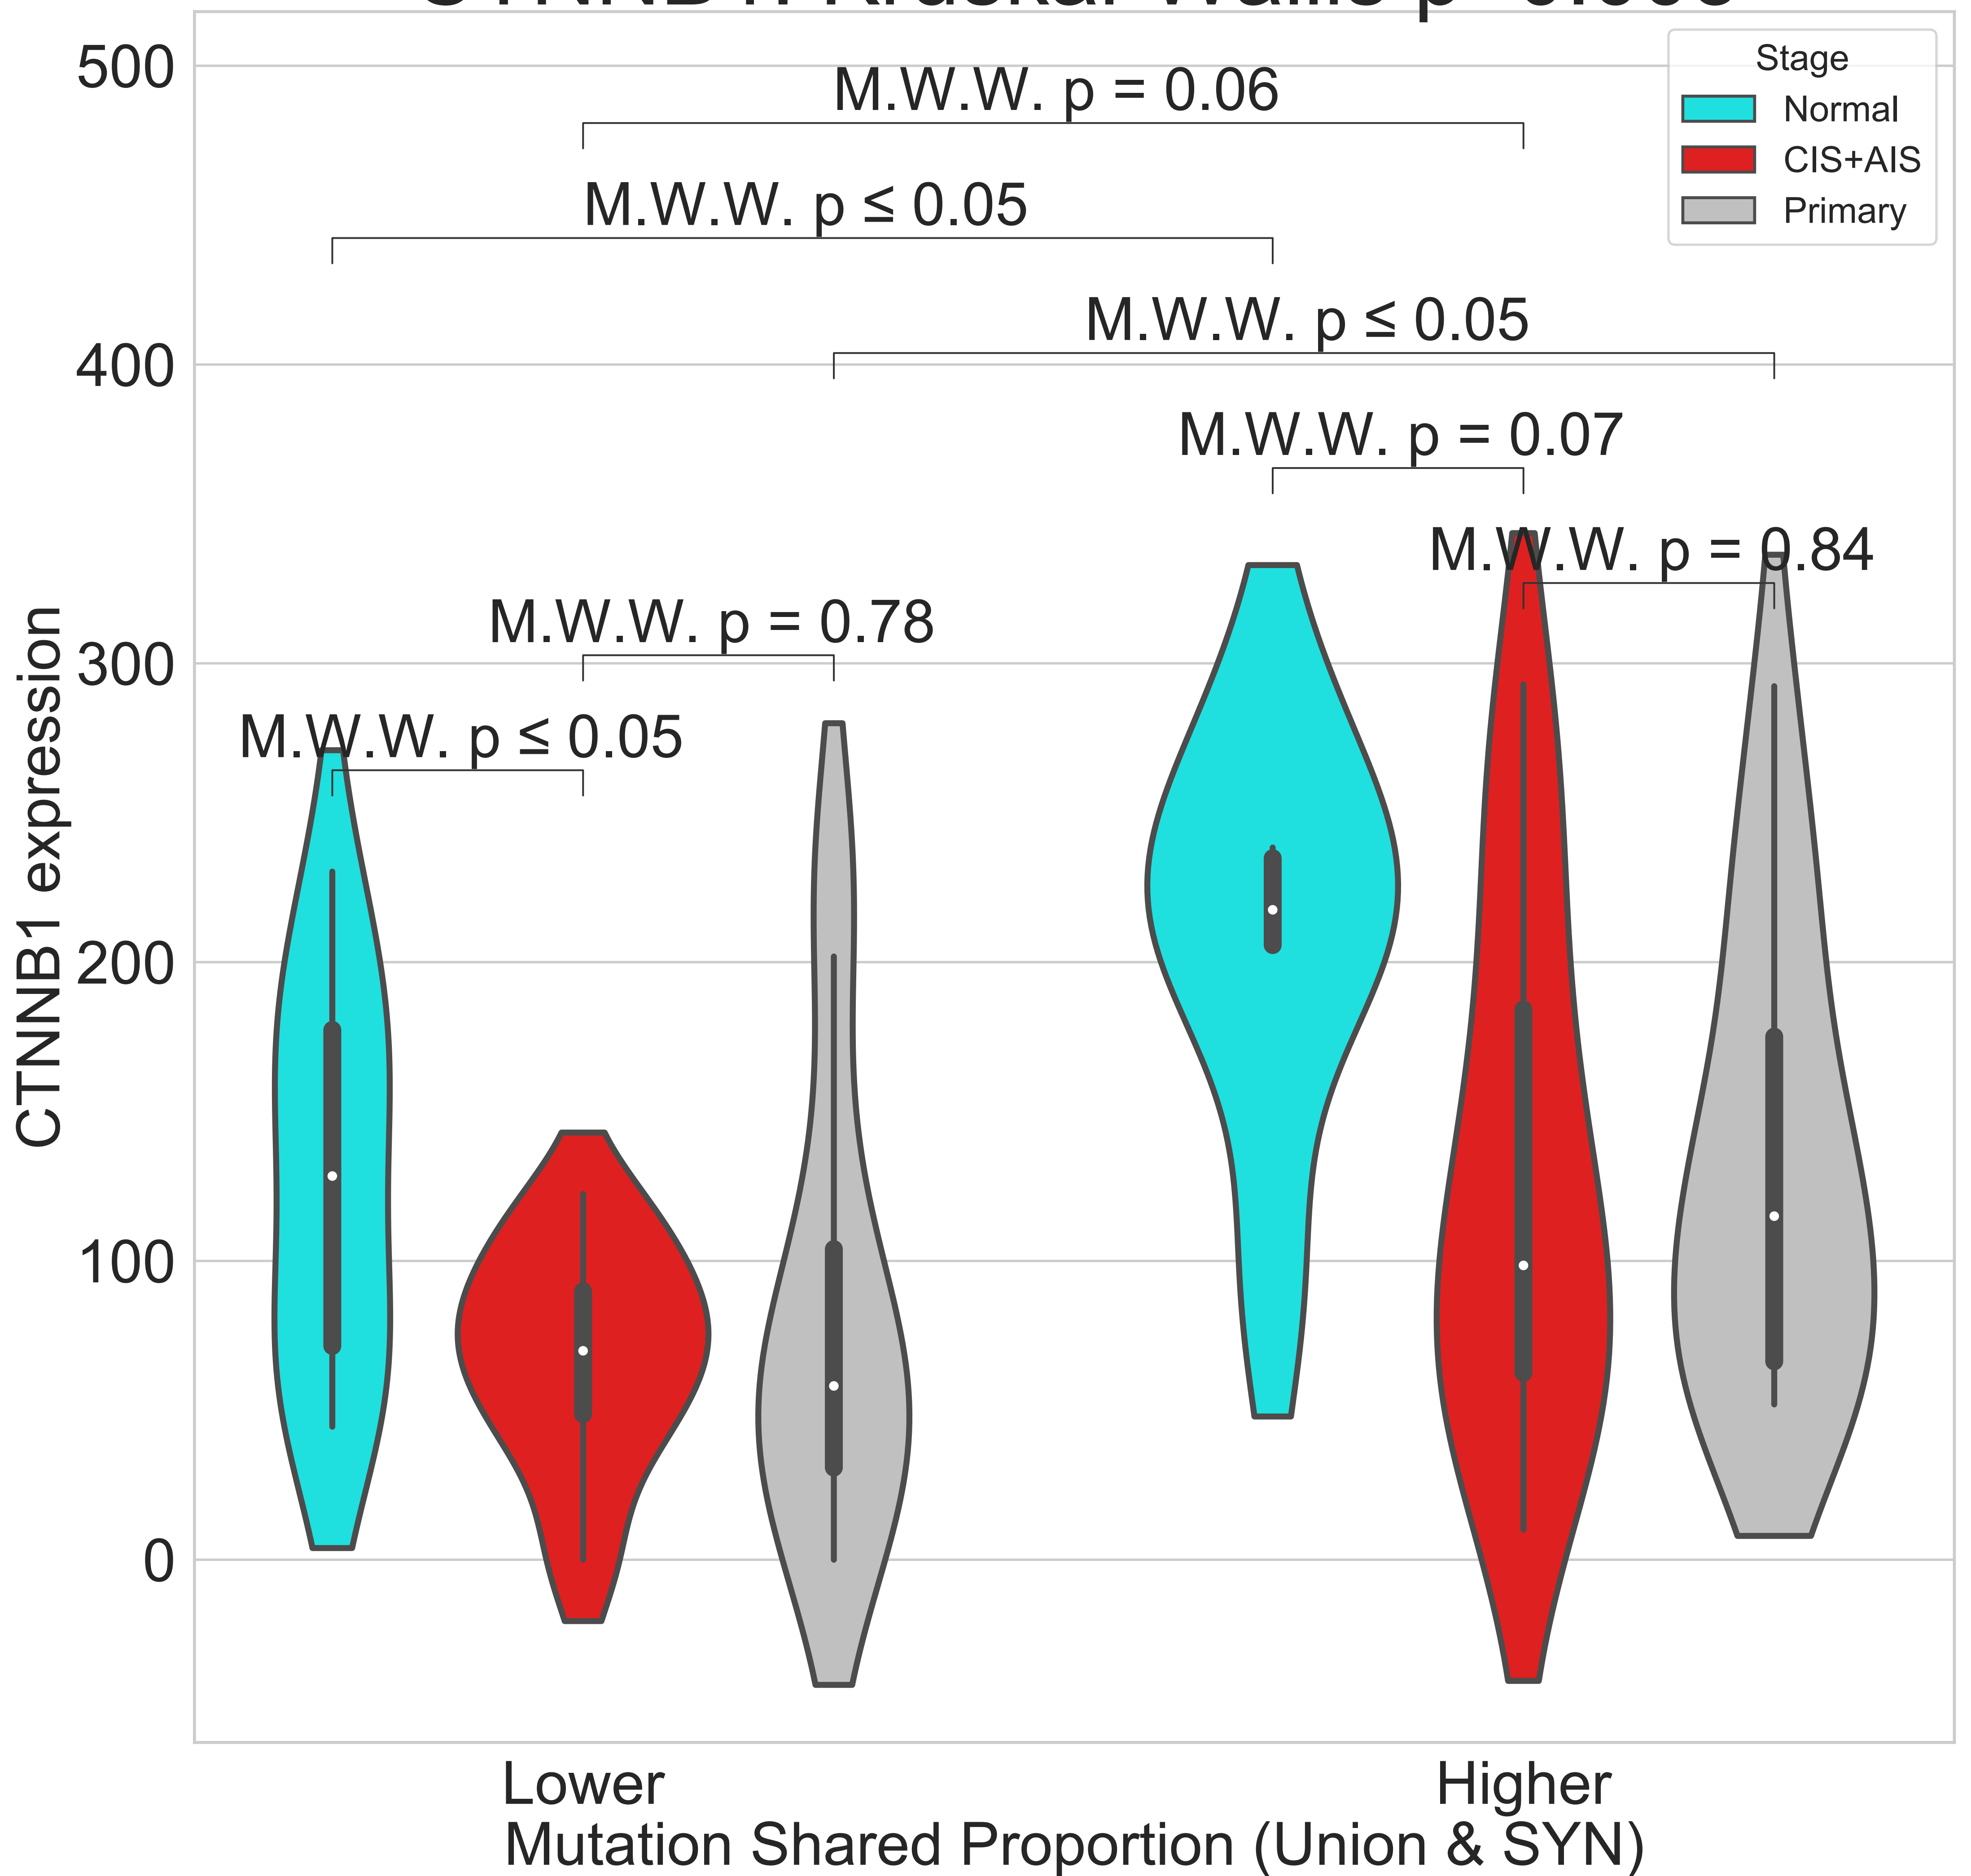 Stage
Normal
CIS+AIS
Primary
M.W.W. p = 0.06
M.W.W. p ≤ 0.05
M.W.W. p ≤ 0.05
M.W.W. p = 0.07
M.W.W. p = 0.84
M.W.W. p = 0.78
M.W.W. p ≤ 0.05
500
400
300
200
100
0
CTNNB1 expression
Lower
Higher
Mutation Shared Proportion (Union & SYN)